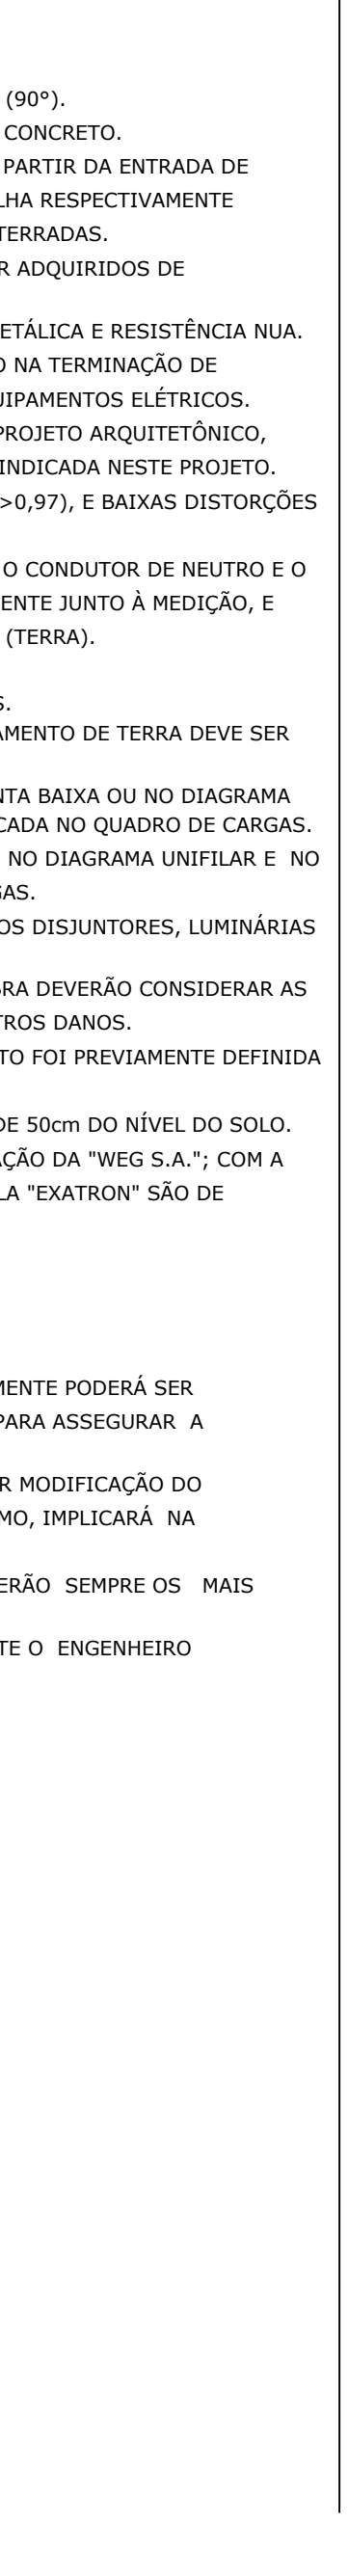 (90°).
CONCRETO.
PARTIR DA ENTRADA DE
LHA RESPECTIVAMENTE
TERRADAS.
R ADQUIRIDOS DE
ETÁLICA E RESISTÊNCIA NUA.
O NA TERMINAÇÃO DE
UIPAMENTOS ELÉTRICOS.
PROJETO ARQUITETÔNICO,
INDICADA NESTE PROJETO.
>0,97), E BAIXAS DISTORÇÕES
O CONDUTOR DE NEUTRO E O
ENTE JUNTO À MEDIÇÃO, E
(TERRA).
S.
AMENTO DE TERRA DEVE SER
NTA BAIXA OU NO DIAGRAMA
CADA NO QUADRO DE CARGAS.
NO DIAGRAMA UNIFILAR E NO
GAS.
OS DISJUNTORES, LUMINÁRIAS
BRA DEVERÃO CONSIDERAR AS
TROS DANOS.
TO FOI PREVIAMENTE DEFINIDA
DE 50cm DO NÍVEL DO SOLO.
AÇÃO DA "WEG S.A."; COM A
LA "EXATRON" SÃO DE
MENTE PODERÁ SER
PARA ASSEGURAR A
R MODIFICAÇÃO DO
MO, IMPLICARÁ NA
ERÃO SEMPRE OS MAIS
TE O ENGENHEIRO